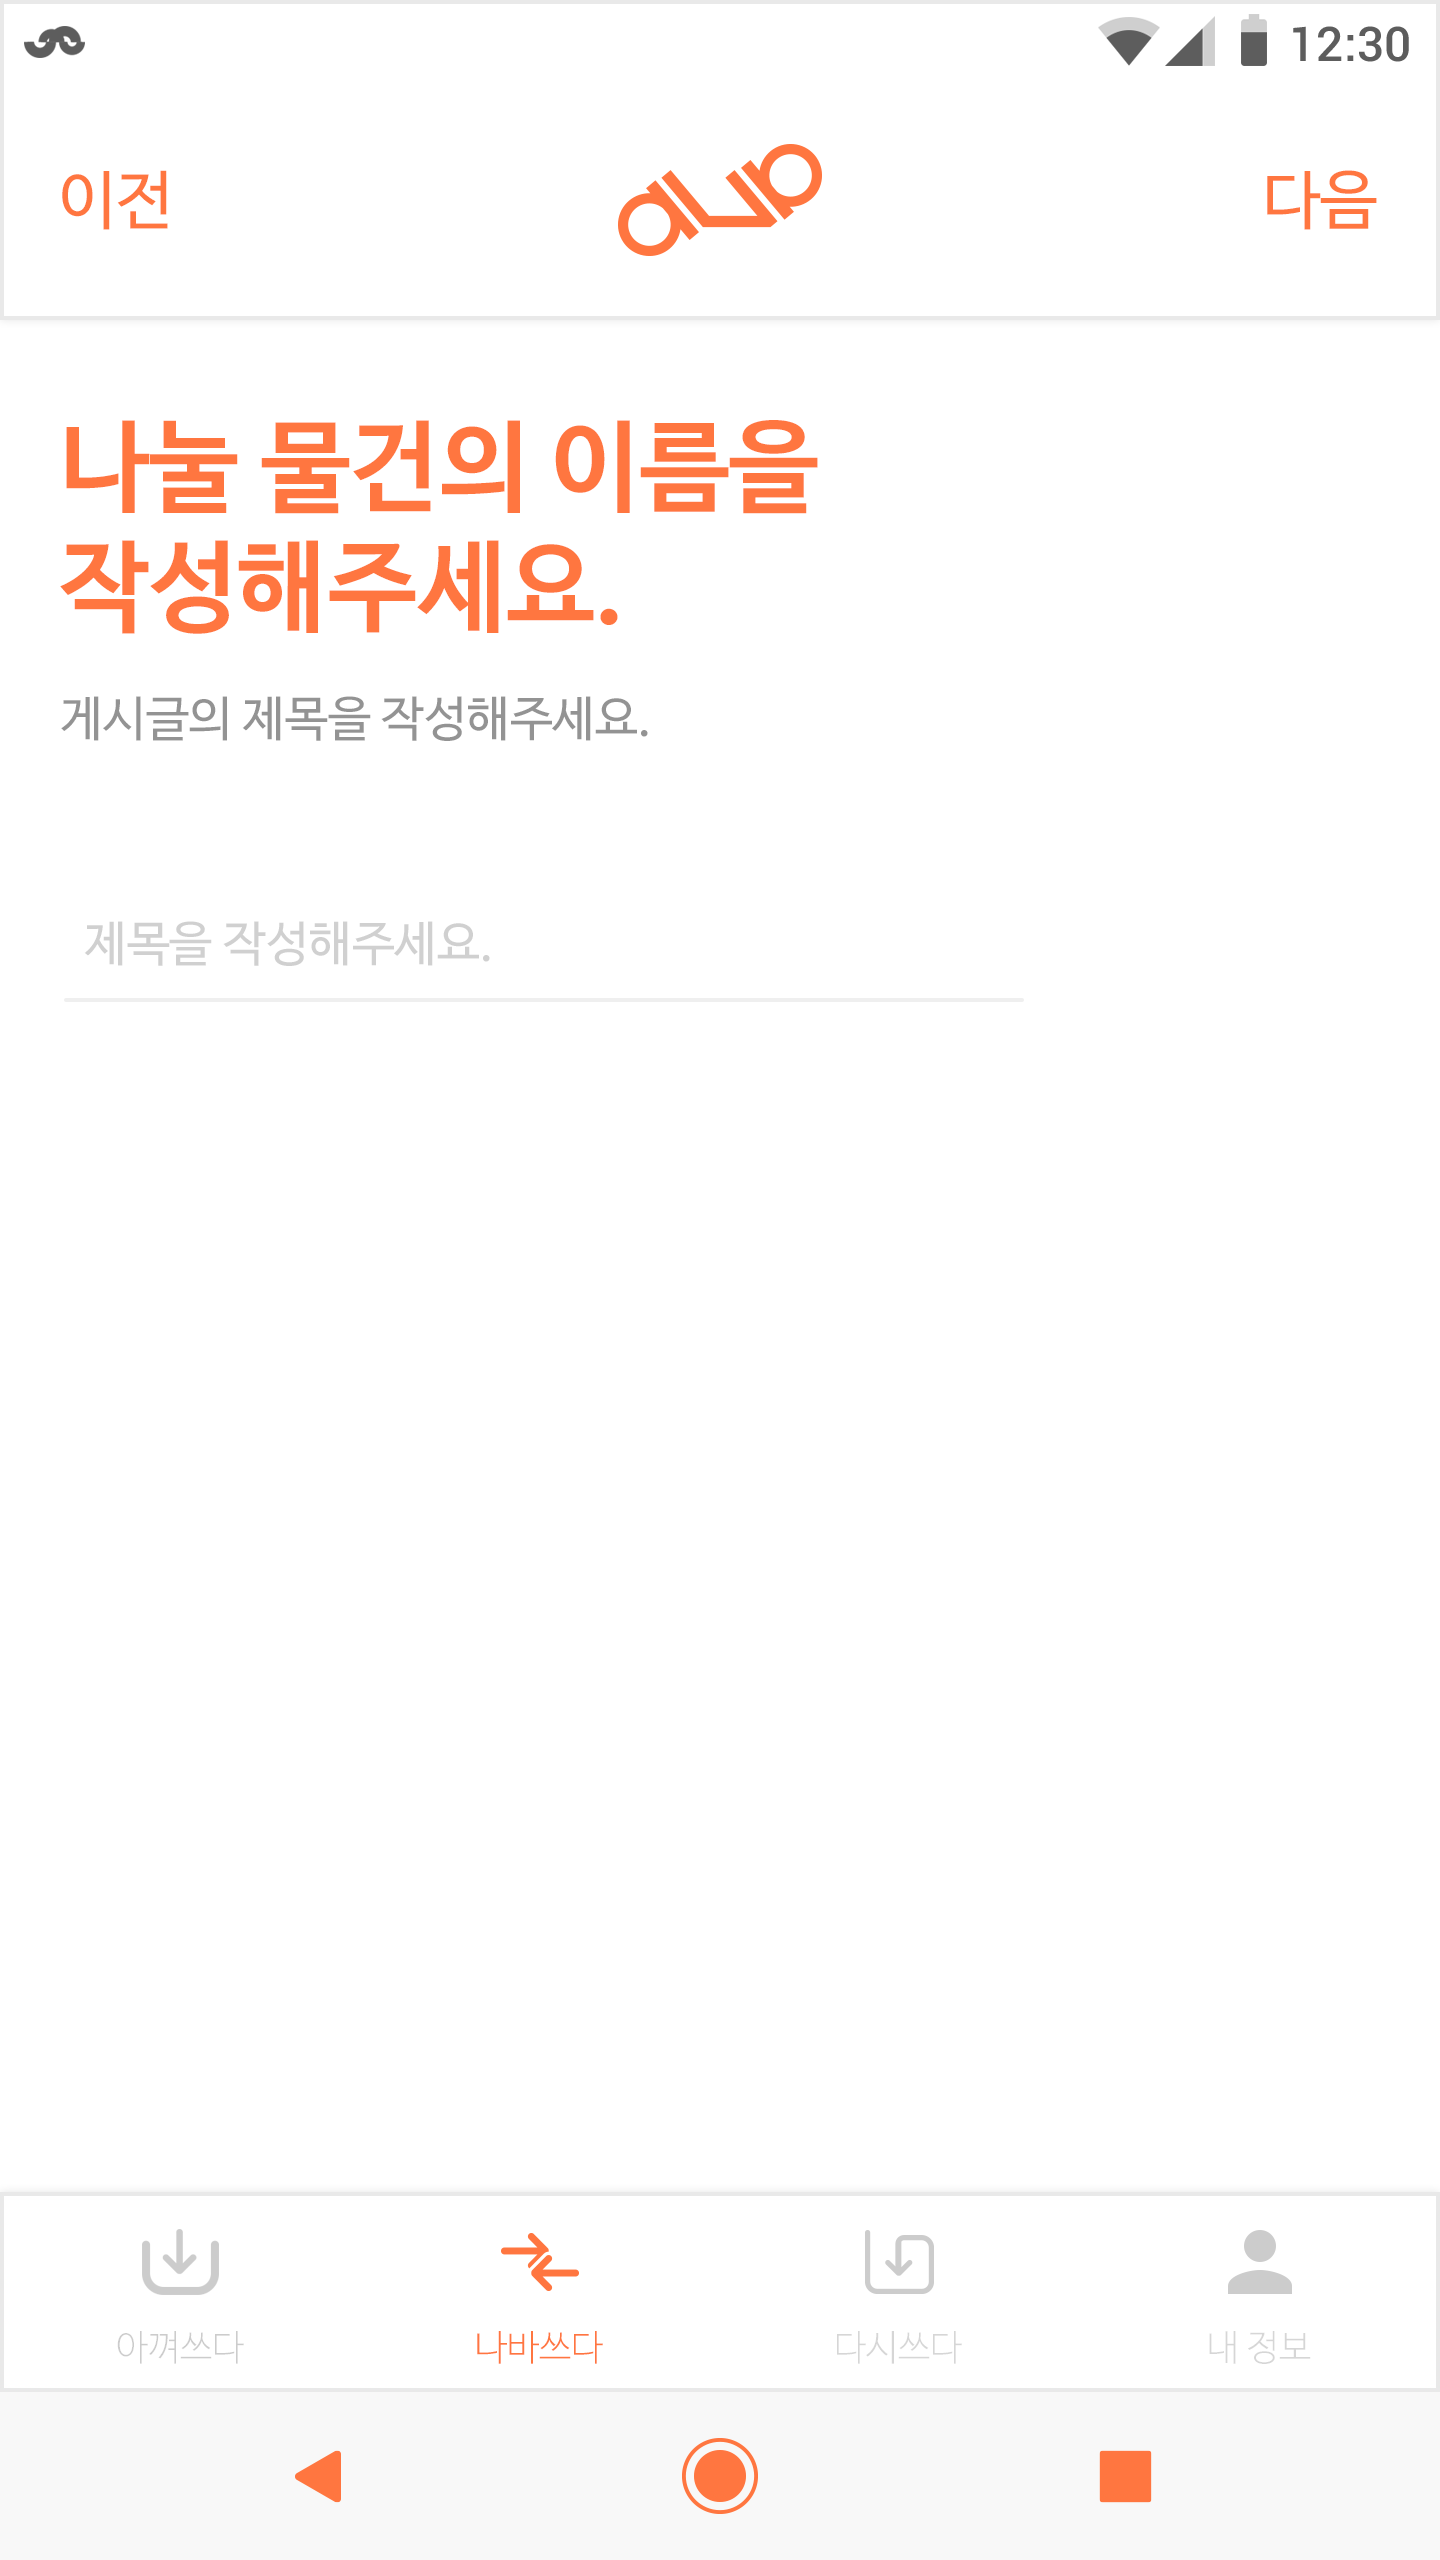 12:30
이전
다음
나눌 물건의 이름을
작성해주세요.
게시글의 제목을 작성해주세요.
제목을 작성해주세요.
아껴쓰다
나바쓰다
다시쓰다
내 정보